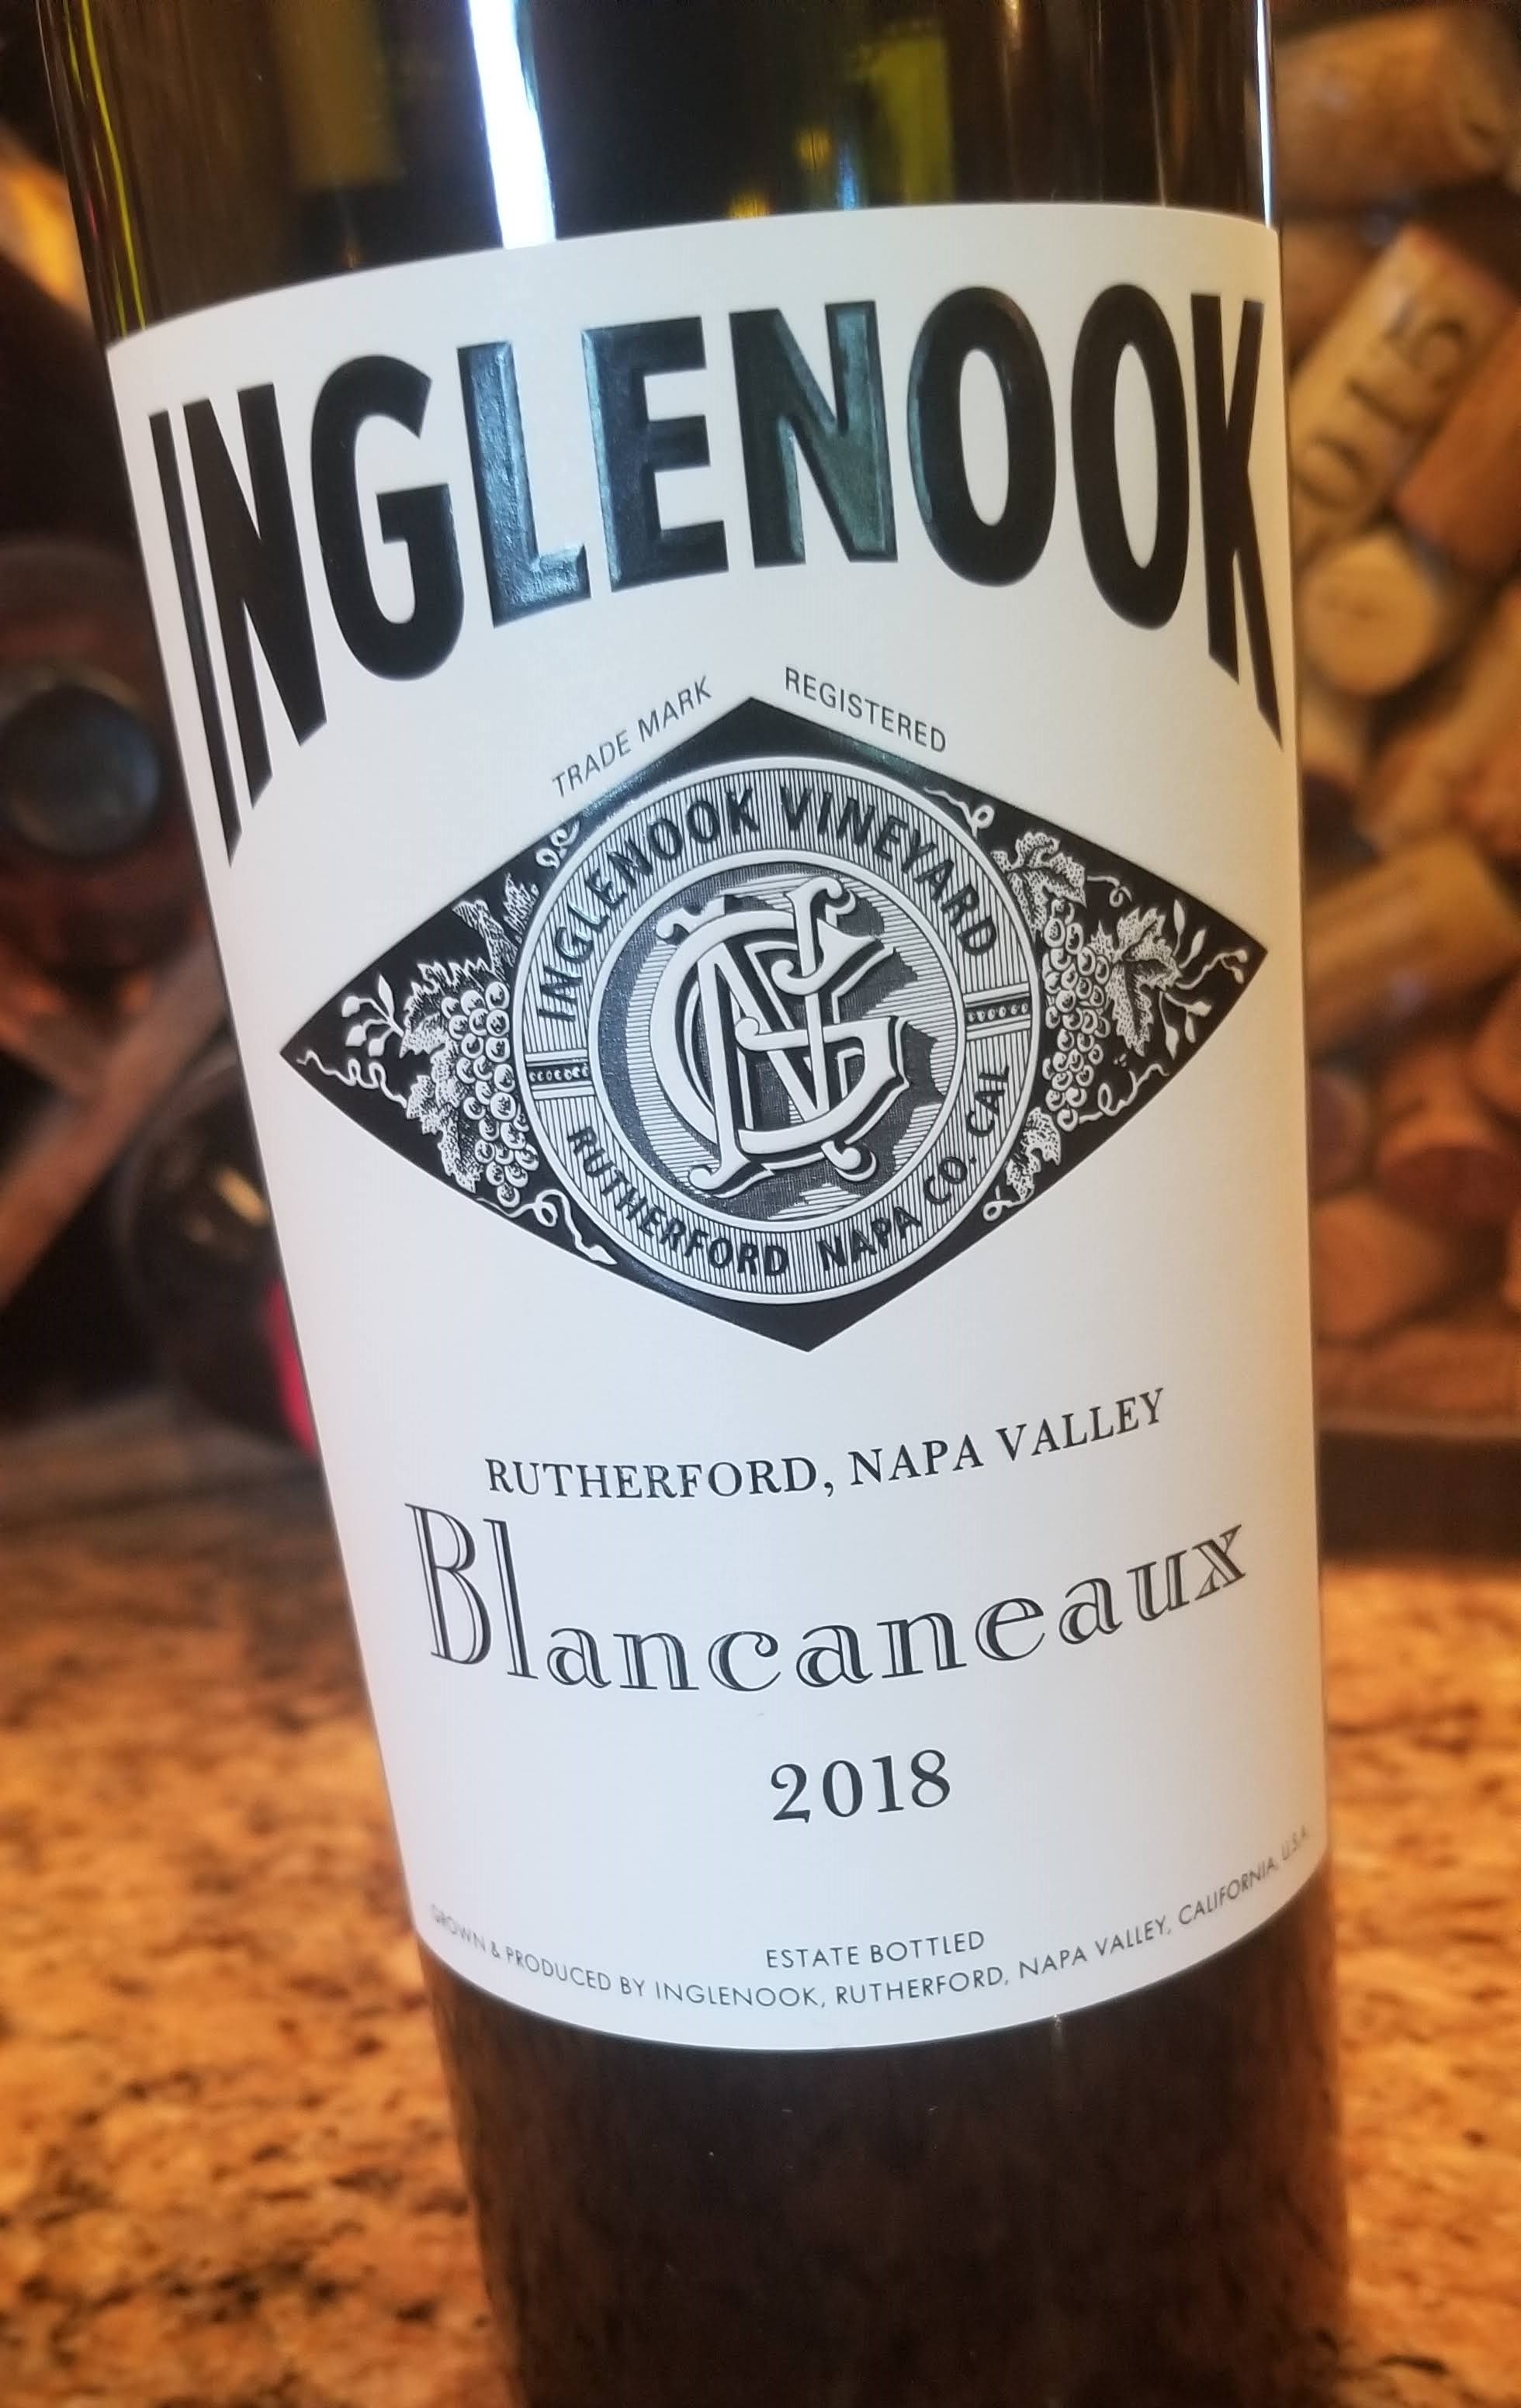 INGLENOOK
TRADE MARK REGISTERED
INGLENOOK VINEYARD
RUTHERFORD NAPA CO. CAL
RUTHERFORD, NAPA VALLEY
Blancaneaux
2018
ESTATE BOTTLED
GROWN & PRODUCED BY INGLENOOK, RUTHERFORD, NAPA VALLEY, CALIFORNIA, U.S.A.